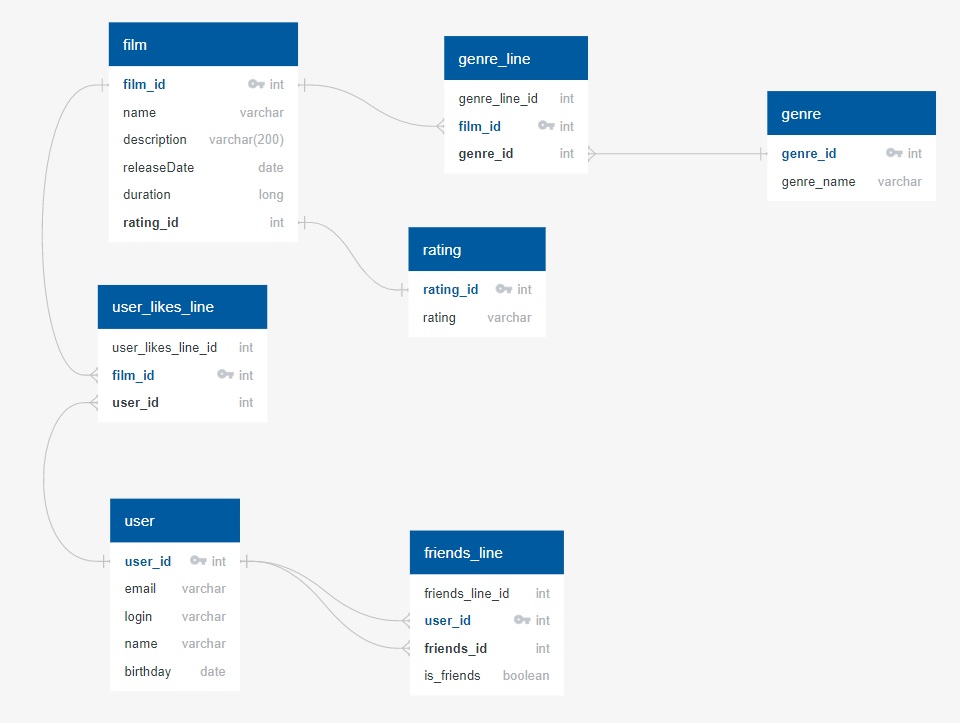 film
film_id int
name varchar
description varchar(200)
releaseDate date
duration long
rating_id int
genre_line
genre_line_id int
film_id int
genre_id int
genre
genre_id int
genre_name varchar
rating
rating_id int
rating varchar
user_likes_line
user_likes_line_id int
film_id int
user_id int
user
user_id int
email varchar
login varchar
name varchar
birthday date
friends_line
friends_line_id int
user_id int
friends_id int
is_friends boolean